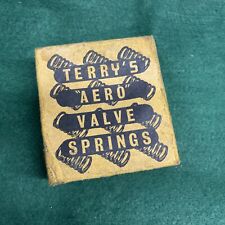 TERRY'S
"AERO"
VALVE
SPRINGS